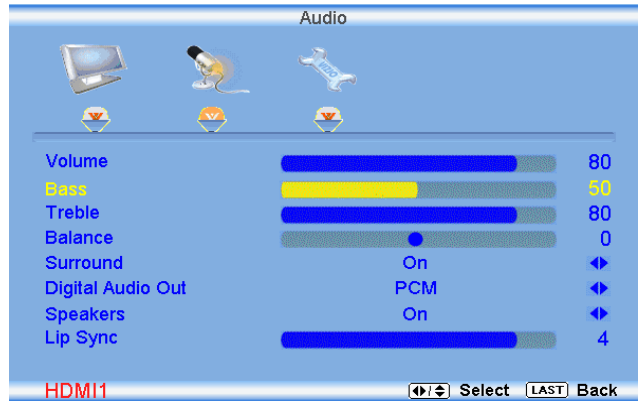 Audio
VIZIO
Volume 80
Bass 50
Treble 80
Balance 0
Surround On
Digital Audio Out PCM
Speakers On
Lip Sync 4
HDMI1 Select LAST Back